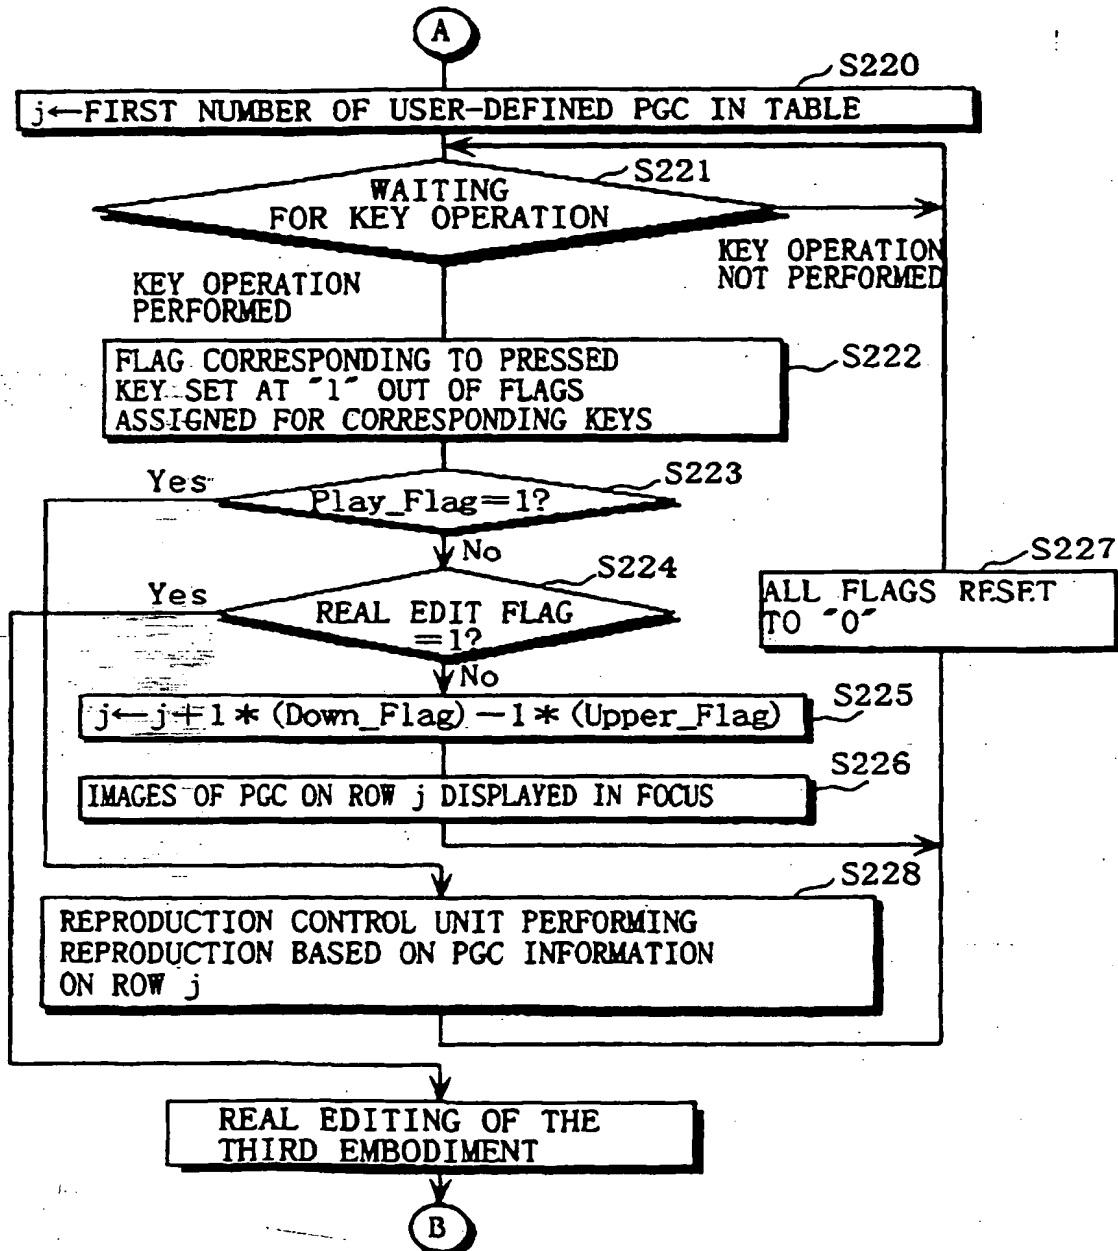 A
S220
j←FIRST NUMBER OF USER-DEFINED PGC IN TABLE
S221
WAITING
FOR KEY OPERATION
KEY OPERATION
NOT PERFORMED
KEY OPERATION
PERFORMED
S222
FLAG CORRESPONDING TO PRESSED
KEY SET AT "1" OUT OF FLAGS
ASSIGNED FOR CORRESPONDING KEYS
S223
Yes
Play_Flag=1?
No
S224
Yes
REAL EDIT FLAG
=1?
No
S227
ALL FLAGS RESET
TO "0"
S225
j←j+1*(Down_Flag)-1*(Upper_Flag)
S226
IMAGES OF PGC ON ROW j DISPLAYED IN FOCUS
S228
REPRODUCTION CONTROL UNIT PERFORMING
REPRODUCTION BASED ON PGC INFORMATION
ON ROW j
REAL EDITING OF THE
THIRD EMBODIMENT
B